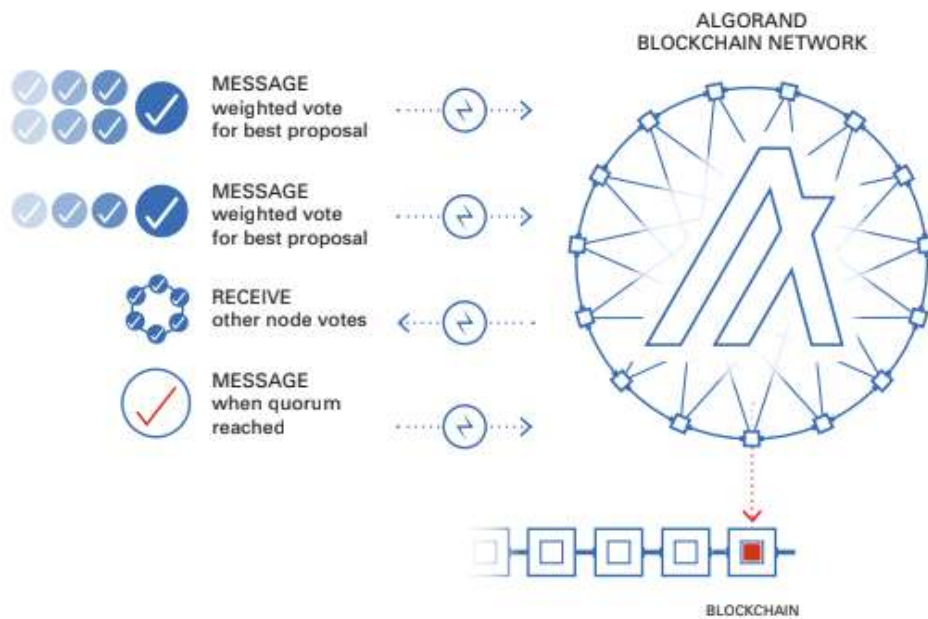 ALGORAND
BLOCKCHAIN NETWORK
MESSAGE
weighted vote
for best proposal
MESSAGE
weighted vote
for best proposal
RECEIVE
other node votes
MESSAGE
when quorum
reached
BLOCKCHAIN